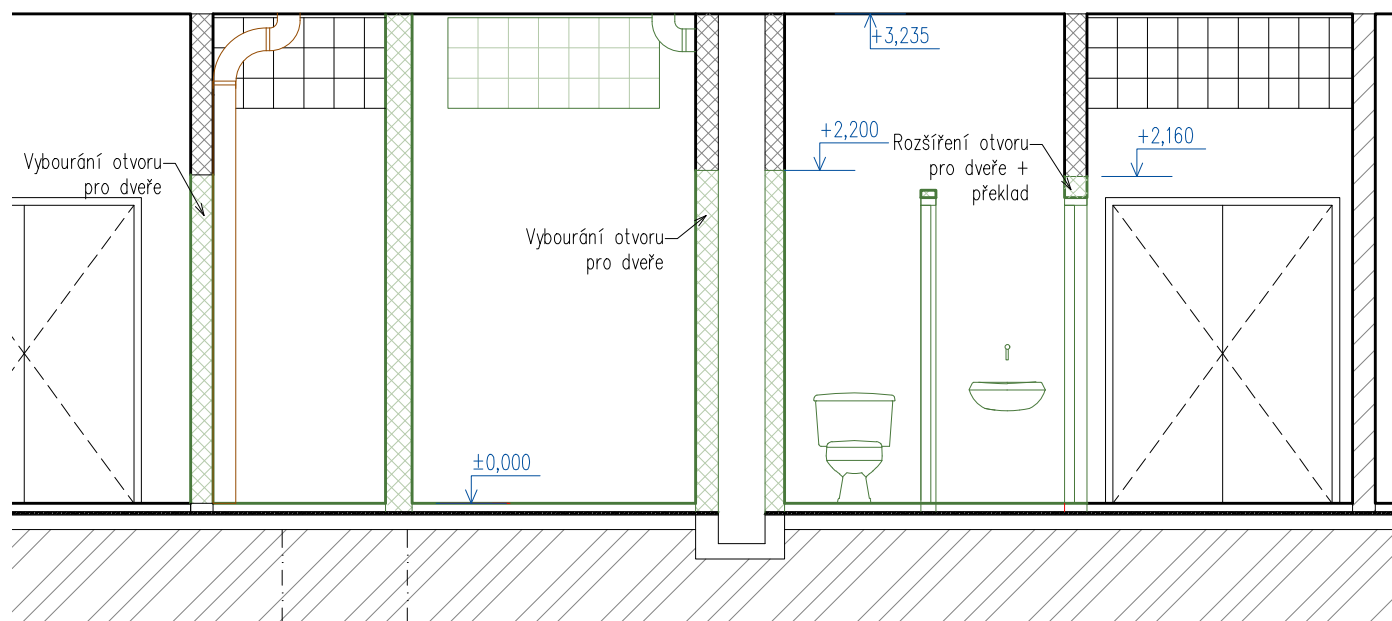 +3,235
+2,200
Rozšíření otvoru
pro dveře +
překlad
+2,160
Vybourání otvoru
pro dveře
Vybourání otvoru
pro dveře
±0,000